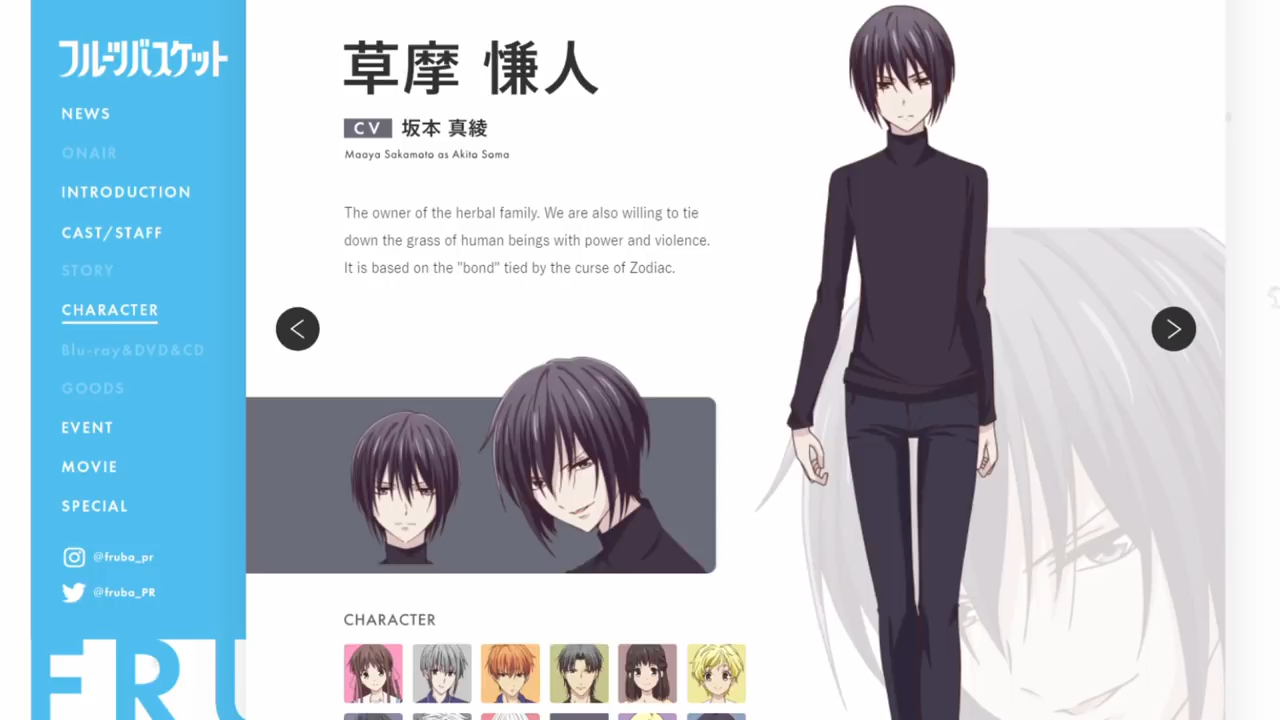 フルーツバスケット
NEWS
ONAIR
INTRODUCTION
CAST/STAFF
STORY
CHARACTER
Blu-ray&DVD&CD
GOODS
EVENT
MOVIE
SPECIAL
@fruba_pr
@fruba_PR
FRU
草摩 慊人
CV 坂本 真綾
Maaya Sakamoto as Akito Soma
The owner of the herbal family. We are also willing to tie
down the grass of human beings with power and violence.
It is based on the "bond" tied by the curse of Zodiac.
CHARACTER